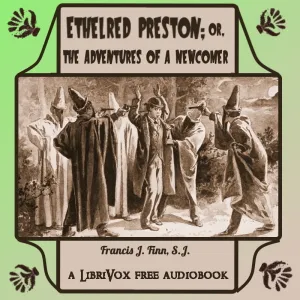 ETHELRED PRESTON; OR,
THE ADVENTURES OF A NEWCOMER
Francis J. Finn, S.J.
A LIBRIVOX FREE AUDIOBOOK